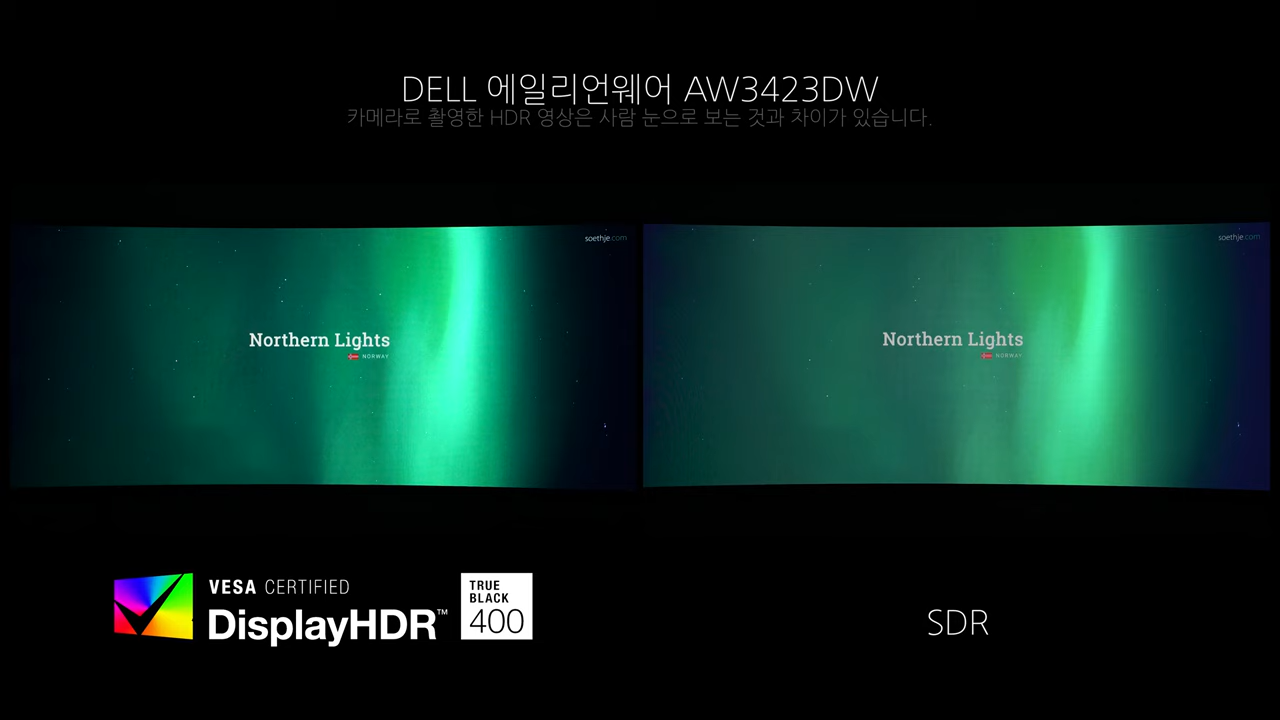 DELL 에일리언웨어 AW3423DW
카메라로 촬영한 HDR 영상은 사람 눈으로 보는 것과 차이가 있습니다.
soethje.com
soethje.com
Northern Lights
NORWAY
Northern Lights
NORWAY
VESA CERTIFIED
DisplayHDR™
TRUE
BLACK
400
SDR